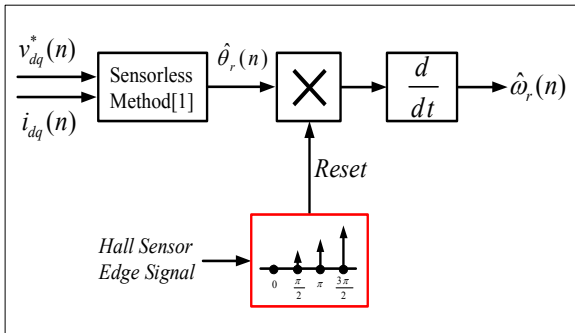 v*dq(n)
idq(n)
Sensorless
Method[1]
θ̂r(n)
×
d
dt
ω̂r(n)
Reset
Hall Sensor
Edge Signal
0 π/2 π 3π/2